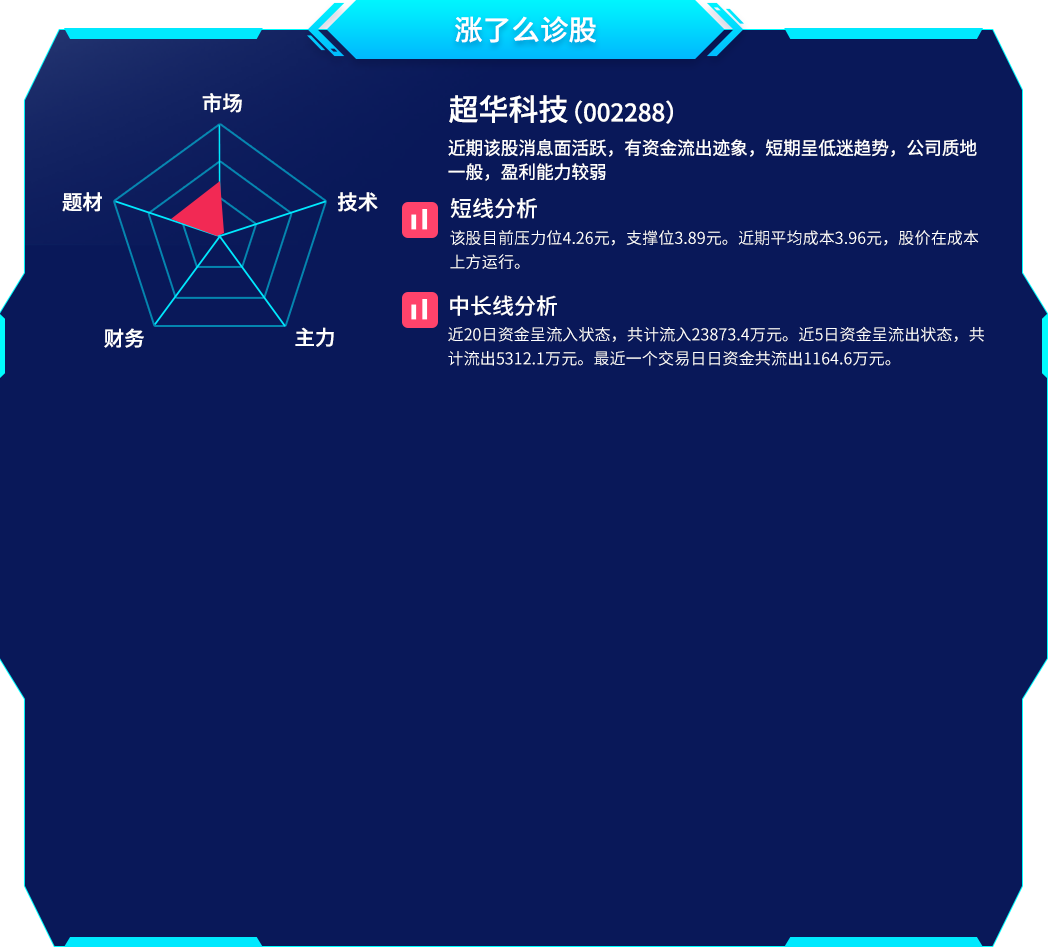 涨了么诊股
市场
技术
主力
财务
题材
超华科技（002288）
近期该股消息面活跃，有资金流出迹象，短期呈低迷趋势，公司质地
一般，盈利能力较弱
短线分析
该股目前压力位4.26元，支撑位3.89元。近期平均成本3.96元，股价在成本
上方运行。
中长线分析
近20日资金呈流入状态，共计流入23873.4万元。近5日资金呈流出状态，共
计流出5312.1万元。最近一个交易日日资金共流出1164.6万元。